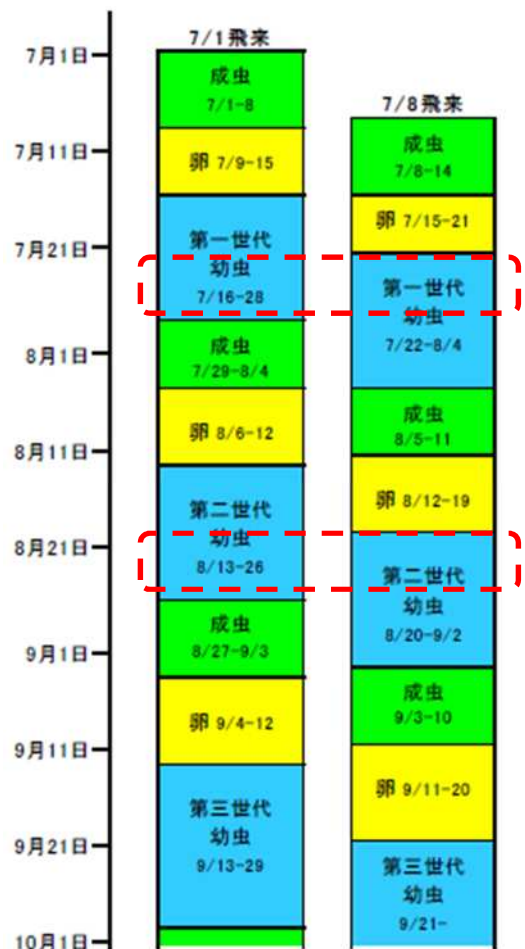 7月1日
7月11日
7月21日
8月1日
8月11日
8月21日
9月1日
9月11日
9月21日
10月1日
7/1飛来
成虫
7/1-8
卵 7/9-15
第一世代
幼虫
7/16-28
成虫
7/29-8/4
卵 8/6-12
第二世代
幼虫
8/13-26
成虫
8/27-9/3
卵 9/4-12
第三世代
幼虫
9/13-29
7/8飛来
成虫
7/8-14
卵 7/15-21
第一世代
幼虫
7/22-8/4
成虫
8/5-11
卵 8/12-19
第二世代
幼虫
8/20-9/2
成虫
9/3-10
卵 9/11-20
第三世代
幼虫
9/21-